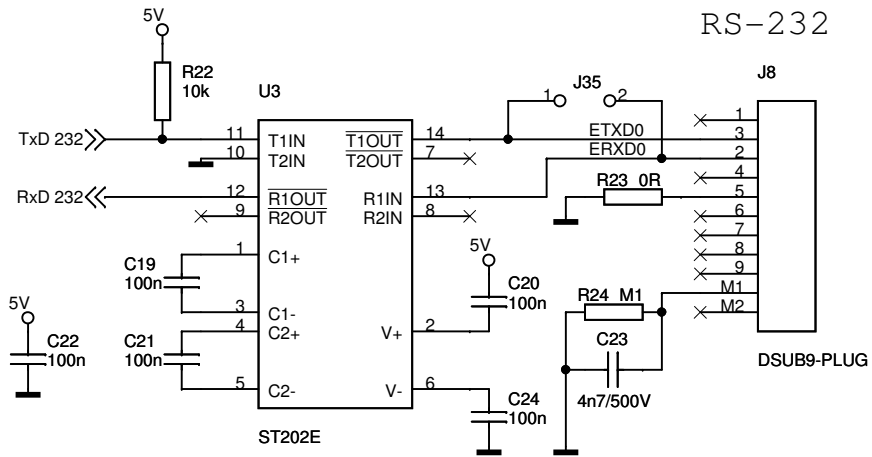 RS-232
5V
R22
10k
U3
J35
1
2
J8
TxD 232
11
T1IN
T1OUT
14
ETXD0
10
T2IN
T2OUT
7
ERXD0
RxD 232
12
R1OUT
R1IN
13
9
R2OUT
R2IN
8
R23 0R
1
3
2
4
5
6
7
8
9
M1
M2
DSUB9-PLUG
1
C1+
C19
100n
3
C1-
4
C2+
C21
100n
5
C2-
5V
C20
100n
V+
2
V-
6
C24
100n
5V
C22
100n
R24 M1
C23
4n7/500V
ST202E